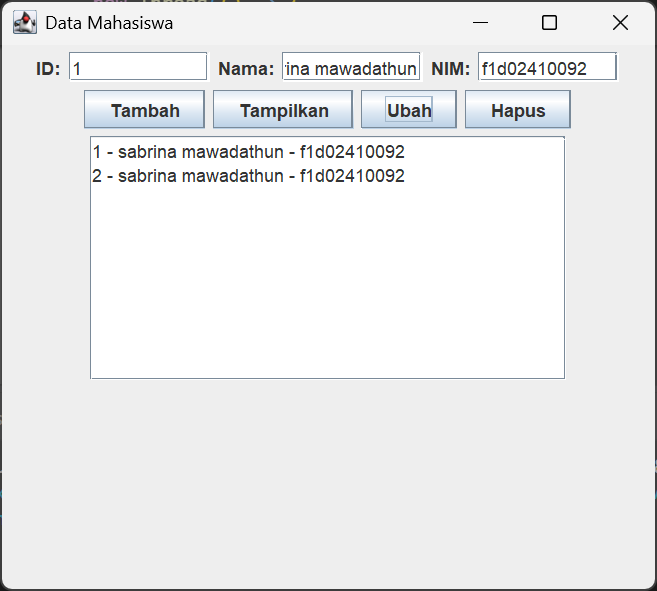 Data Mahasiswa
ID: 1 Nama: ina mawadathun NIM: f1d02410092
Tambah Tampilkan Ubah Hapus
1 - sabrina mawadathun - f1d02410092
2 - sabrina mawadathun - f1d02410092